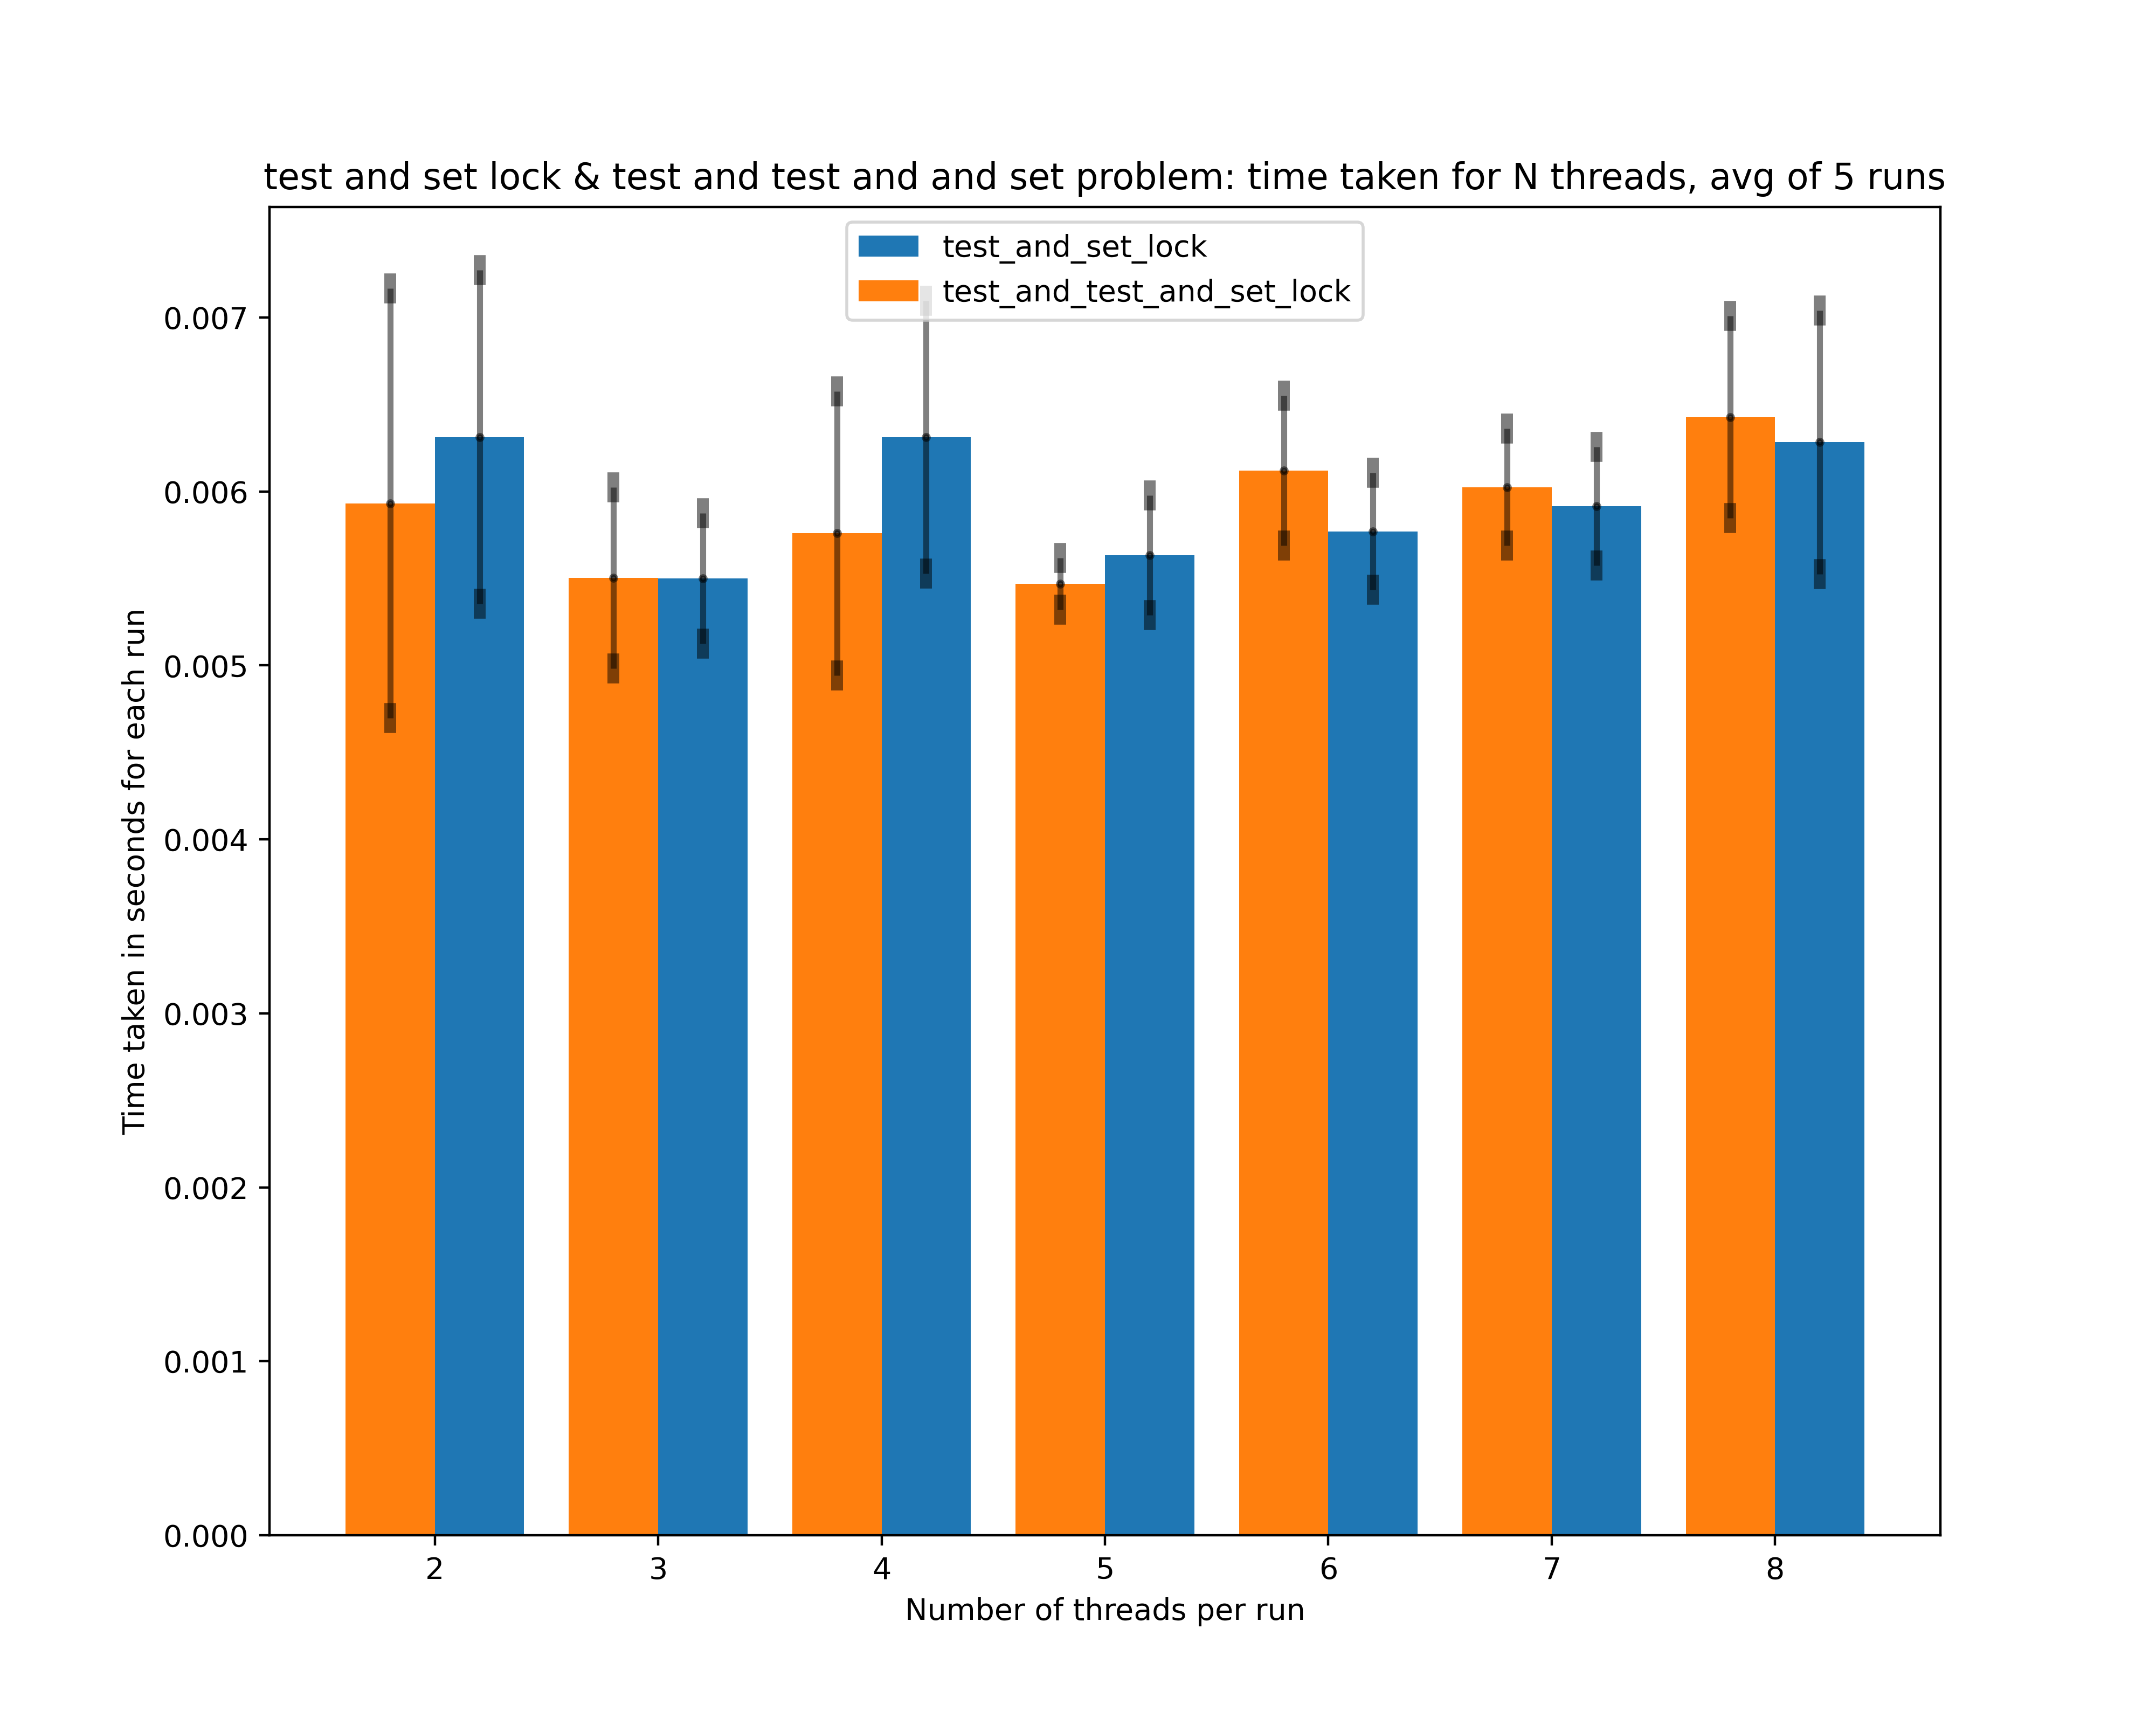 test and set lock & test and test and and set problem: time taken for N threads, avg of 5 runs
test_and_set_lock
test_and_test_and_set_lock
Time taken in seconds for each run
0.007
0.006
0.005
0.004
0.003
0.002
0.001
0.000
2 3 4 5 6 7 8
Number of threads per run